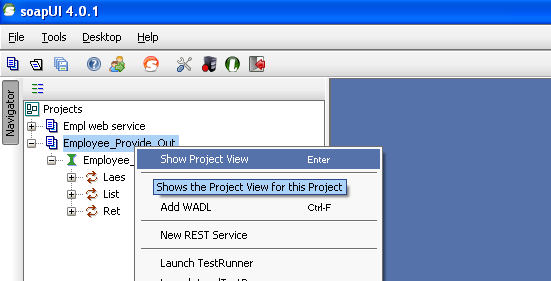 soapUI 4.0.1
File Tools Desktop Help
Navigator
Projects
Empl web service
Employee_Provide_Out
Employee_
Laes
List
Ret
Show Project View Enter
Shows the Project View for this Project
Add WADL Ctrl-F
New REST Service
Launch TestRunner